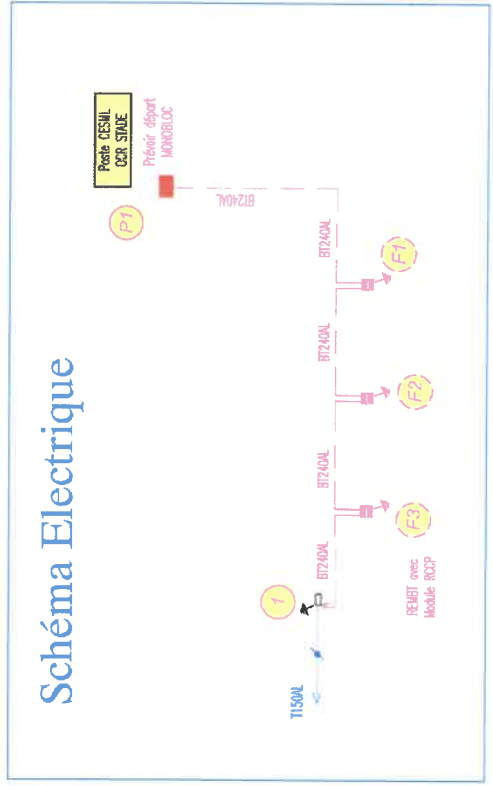 Schéma Electrique
Poste CESML
OCR STADE
Prévoir départ
MONOBLOC
P1
BT240AL
BT240AL
F1
BT240AL
F2
BT240AL
F3
BT240AL
REMBT avec
Module RCCP
1
T150AL